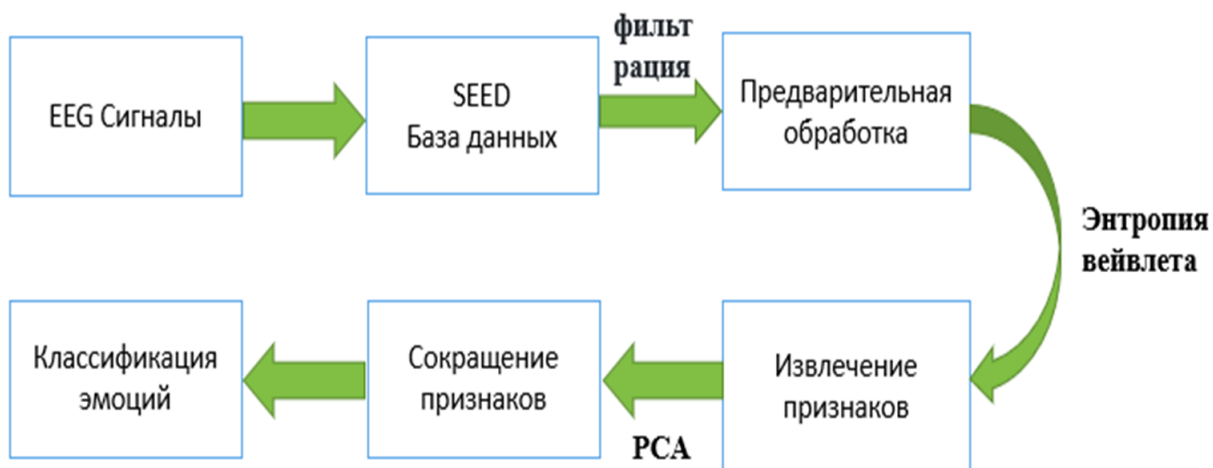 EEG Сигналы
SEED
База данных
фильт
рация
Предварительная
обработка
Энтропия
вейвлета
Извлечение
признаков
PCA
Сокращение
признаков
Классификация
эмоций